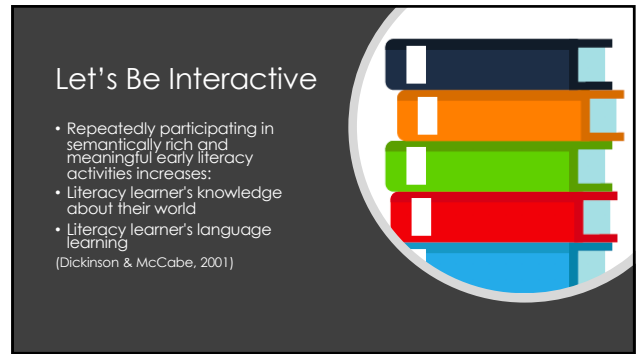 Let's Be Interactive
• Repeatedly participating in
semantically rich and
meaningful early literacy
activities increases:
• Literacy learner's knowledge
about their world
• Literacy learner's language
learning
(Dickinson & McCabe, 2001)